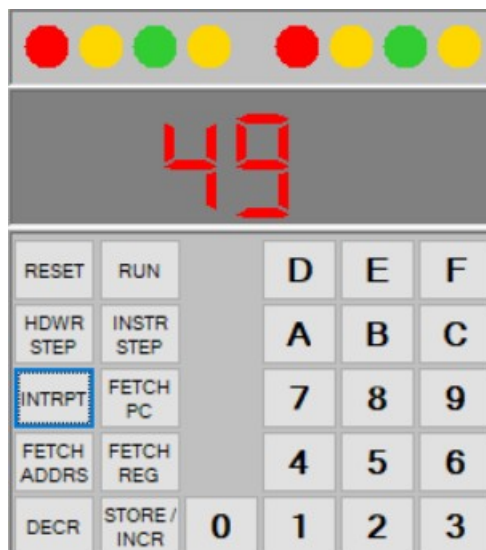 49
RESET RUN D E F
HDWR STEP INSTR STEP A B C
INTRPT FETCH PC 7 8 9
FETCH ADDRS FETCH REG 4 5 6
DECR STORE / INCR 0 1 2 3